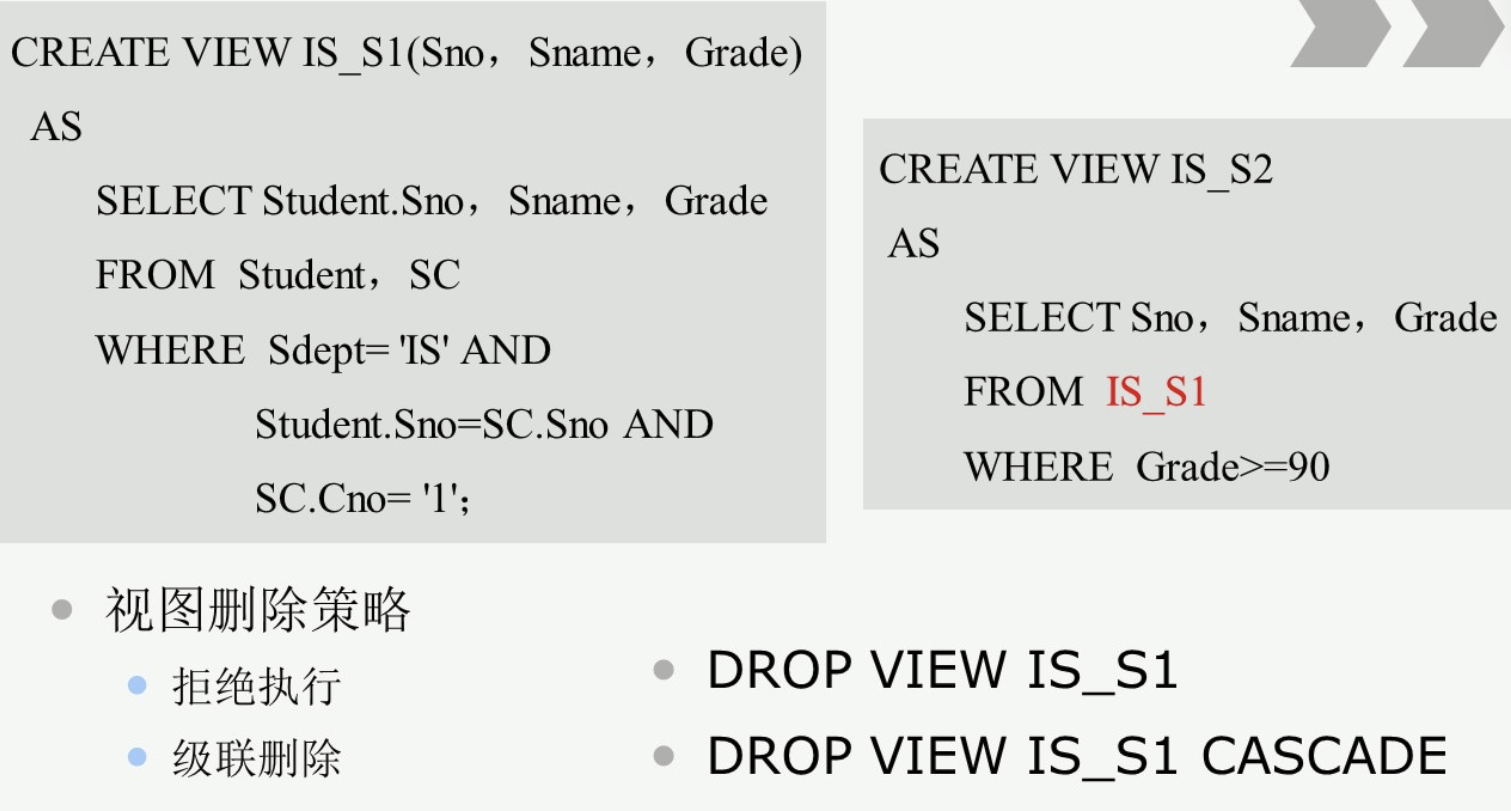 CREATE VIEW IS_S1(Sno，Sname，Grade)
AS
SELECT Student.Sno，Sname，Grade
FROM Student，SC
WHERE Sdept= 'IS' AND
Student.Sno=SC.Sno AND
SC.Cno= '1'；
CREATE VIEW IS_S2
AS
SELECT Sno，Sname，Grade
FROM IS_S1
WHERE Grade>=90
视图删除策略
拒绝执行
级联删除
DROP VIEW IS_S1
DROP VIEW IS_S1 CASCADE